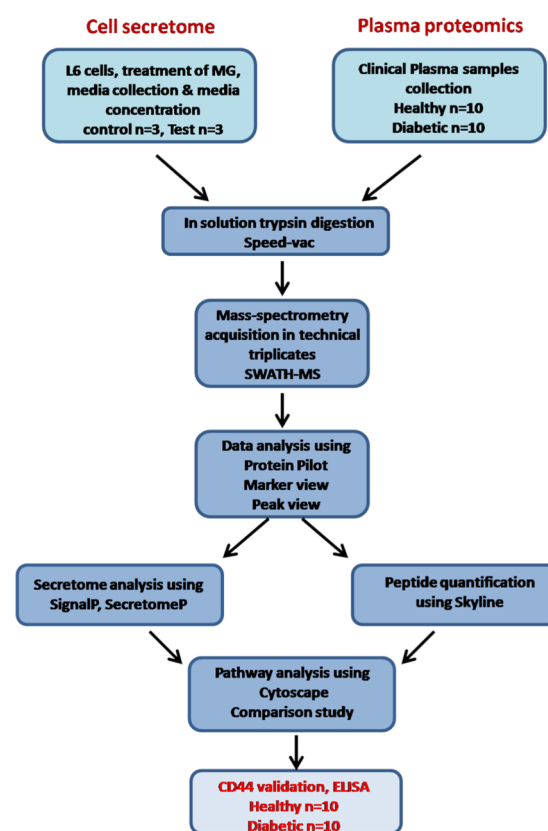 Cell secretome
Plasma proteomics
L6 cells, treatment of MG,
media collection & media
concentration
control n=3, Test n=3
Clinical Plasma samples
collection
Healthy n=10
Diabetic n=10
In solution trypsin digestion
Speed-vac
Mass-spectrometry
acquisition in technical
triplicates
SWATH-MS
Data analysis using
Protein Pilot
Marker view
Peak view
Secretome analysis using
SignalP, SecretomeP
Peptide quantification
using Skyline
Pathway analysis using
Cytoscape
Comparison study
CD44 validation, ELISA
Healthy n=10
Diabetic n=10